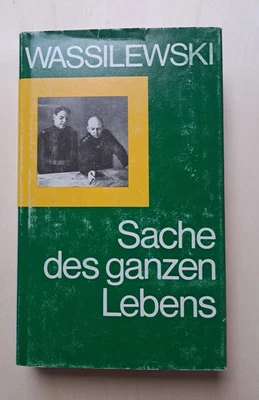 WASSILEWSKI
Sache
des ganzen
Lebens